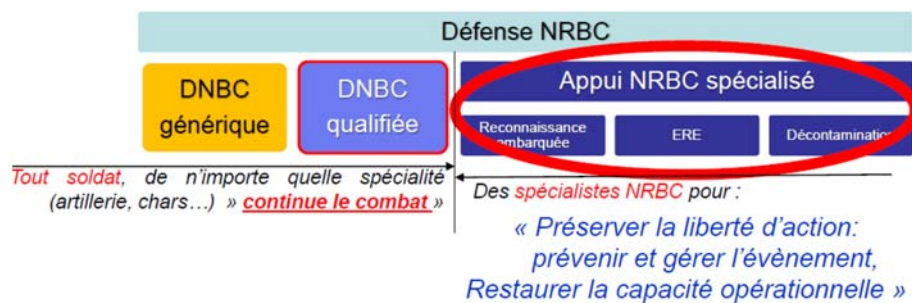 Défense NRBC
DNBC
générique
DNBC
qualifiée
Appui NRBC spécialisé
Reconnaissance
embarquée
ERE
Décontamination
Tout soldat, de n'importe quelle spécialité
(artillerie, chars…) » continue le combat »
Des spécialistes NRBC pour :
« Préserver la liberté d'action:
prévenir et gérer l'évènement,
Restaurer la capacité opérationnelle »